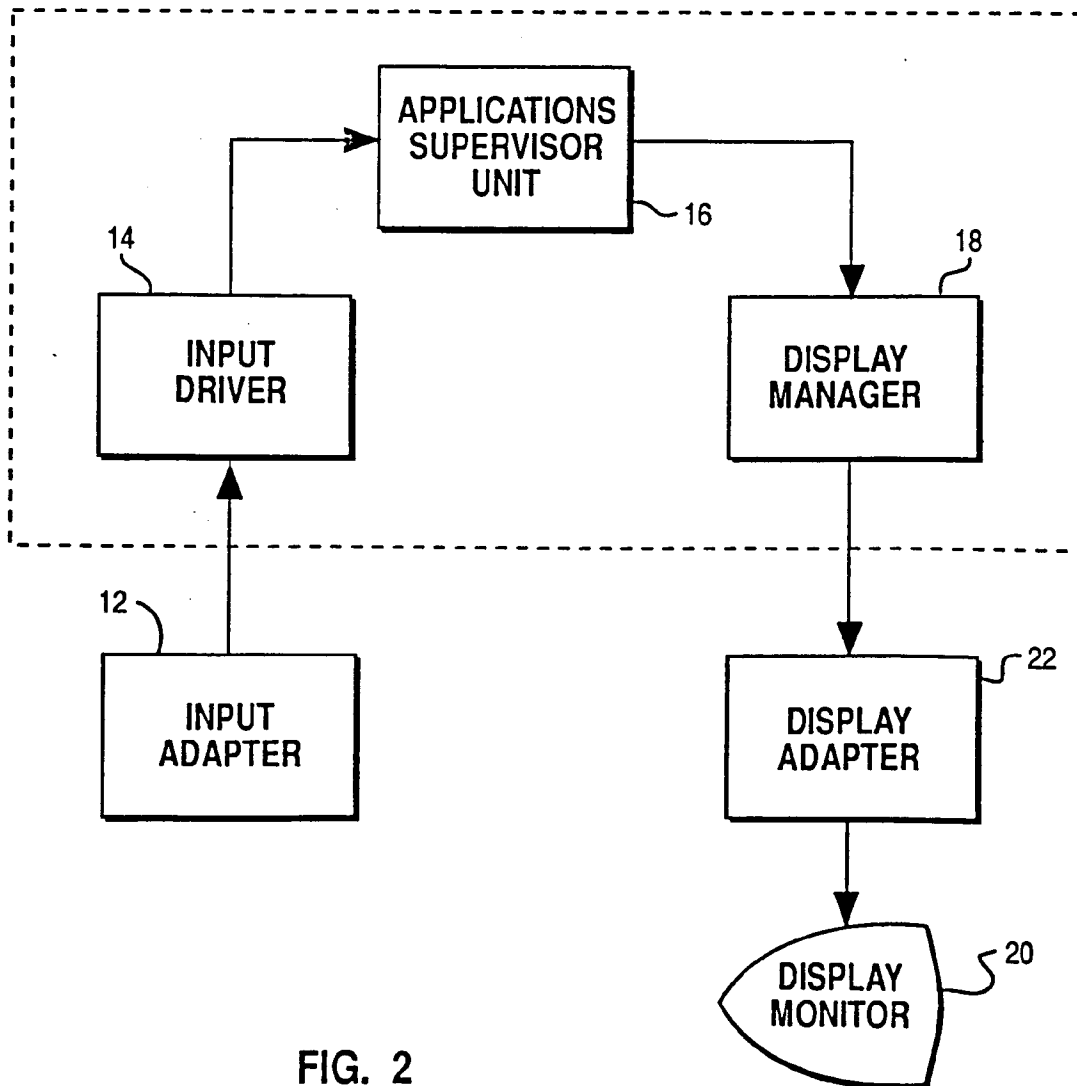 APPLICATIONS
SUPERVISOR
UNIT
16
14
INPUT
DRIVER
18
DISPLAY
MANAGER
12
INPUT
ADAPTER
22
DISPLAY
ADAPTER
20
DISPLAY
MONITOR
FIG. 2